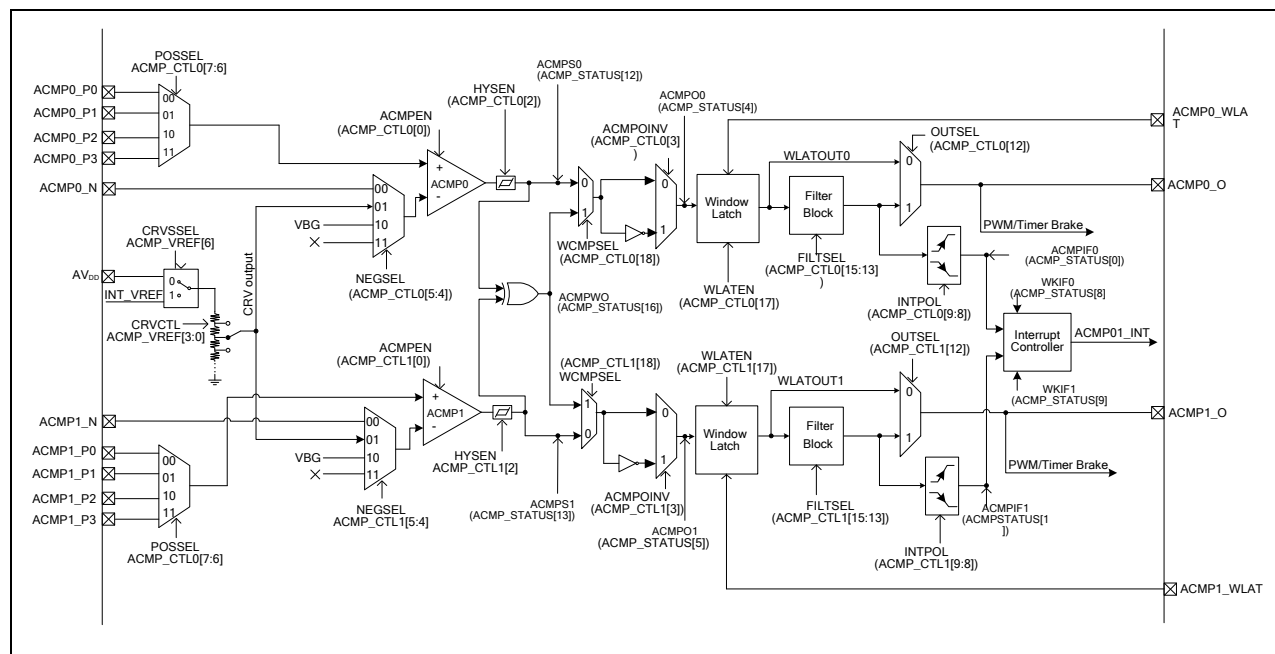 POSSEL
ACMP_CTL0[7:6]
ACMP0_P0
ACMP0_P1
ACMP0_P2
ACMP0_P3
00
01
10
11
ACMP0_N
ACMPEN
(ACMP_CTL0[0])
HYSEN
(ACMP_CTL0[2])
ACMPS0
(ACMP_STATUS[12])
+
ACMP0
-
00
01
10
11
VBG
NEGSEL
(ACMP_CTL0[5:4])
CRVSSEL
ACMP_VREF[6]
AVDD
INT_VREF
0
1
CRVCTL
ACMP_VREF[3:0]
CRV output
ACMPOINV
(ACMP_CTL0[3]
)
ACMPO0
(ACMP_STATUS[4])
0
1
WCMPSEL
(ACMP_CTL0[18])
0
1
Window
Latch
WLATEN
(ACMP_CTL0[17])
WLATOUT0
Filter
Block
FILTSEL
(ACMP_CTL0[15:13]
)
OUTSEL
(ACMP_CTL0[12])
0
1
ACMP0_WLA
T
ACMP0_O
PWM/Timer Brake
INTPOL
(ACMP_CTL0[9:8])
ACMPIF0
(ACMP_STATUS[0])
WKIF0
(ACMP_STATUS[8]
Interrupt
Controller
ACMP01_INT
WKIF1
(ACMP_STATUS[9]
ACMPWO
(ACMP_STATUS[16])
ACMPEN
(ACMP_CTL1[0])
+
ACMP1
-
HYSEN
ACMP_CTL1[2]
ACMP1_N
00
01
10
11
VBG
NEGSEL
ACMP_CTL1[5:4]
ACMP1_P0
ACMP1_P1
ACMP1_P2
ACMP1_P3
00
01
10
11
POSSEL
ACMP_CTL0[7:6]
(ACMP_CTL1[18])
WCMPSEL
1
0
ACMPS1
(ACMP_STATUS[13])
0
1
ACMPOINV
(ACMP_CTL1[3])
ACMPO1
(ACMP_STATUS[5])
WLATEN
(ACMP_CTL1[17])
Window
Latch
WLATOUT1
Filter
Block
FILTSEL
(ACMP_CTL1[15:13])
OUTSEL
(ACMP_CTL1[12])
0
1
ACMP1_O
PWM/Timer Brake
INTPOL
(ACMP_CTL1[9:8])
ACMPIF1
(ACMPSTATUS[1
])
ACMP1_WLAT